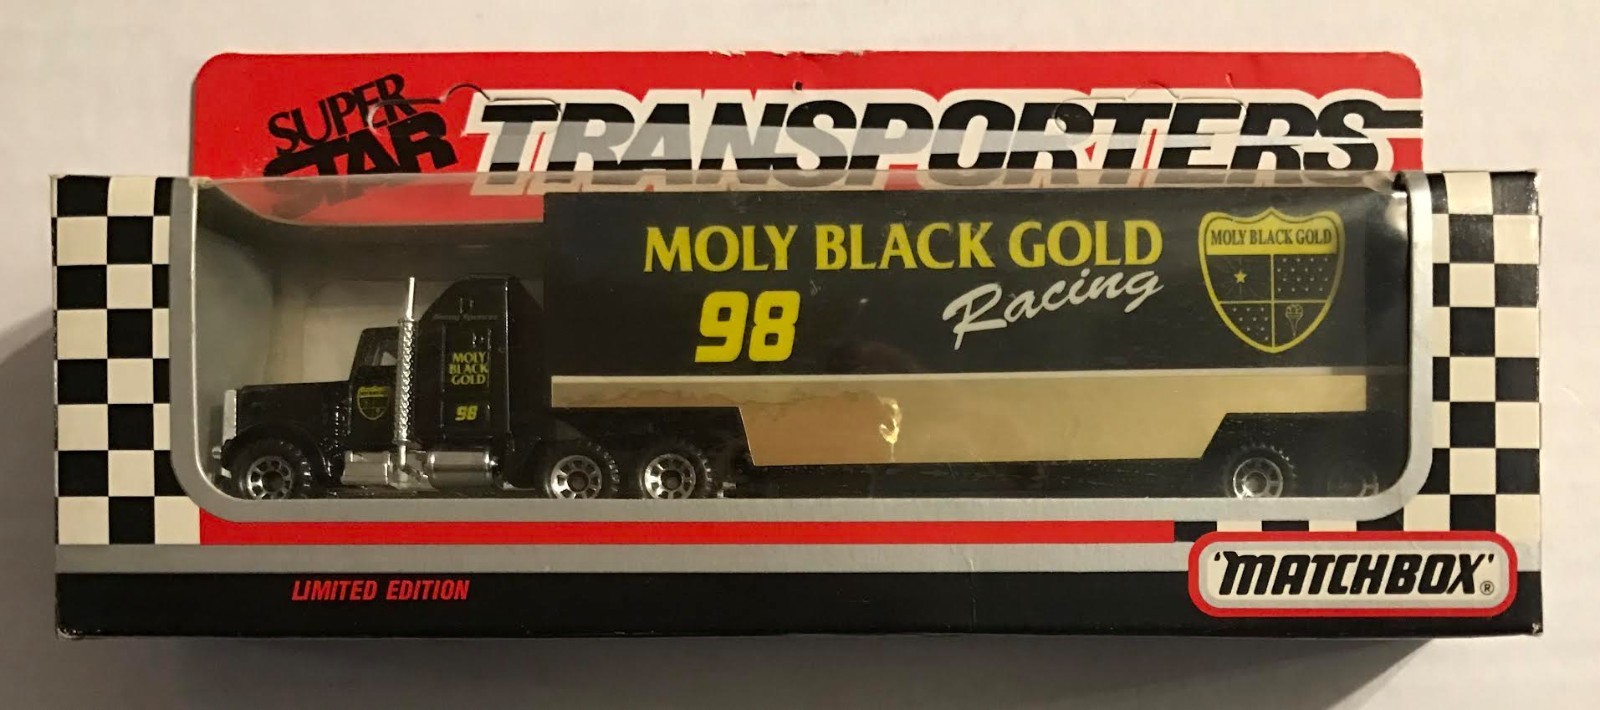 SUPER
STAR
TRANSPORTERS
MOLY BLACK GOLD
Racing
98
MOLY BLACK GOLD
MOLY
BLACK
GOLD
98
LIMITED EDITION
'MATCHBOX'®